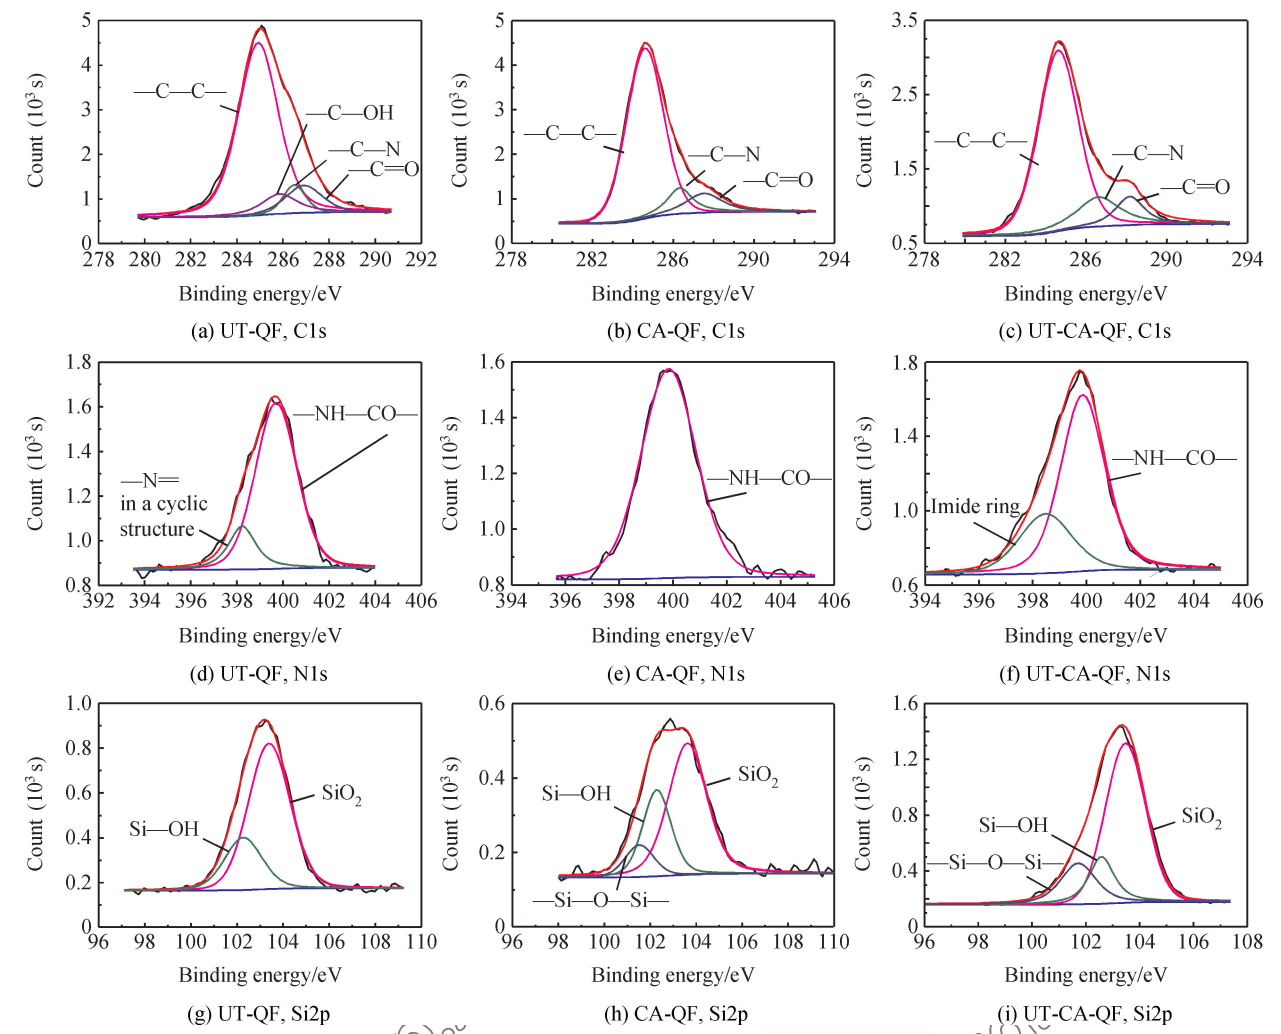 5
4
3
2
1
0
Count (10³ s)
—C—C—
—C—OH
—C—N
—C=O
278 280 282 284 286 288 290 292
Binding energy/eV
(a) UT-QF, C1s
5
4
3
2
1
0
Count (10³ s)
—C—C—
—C—N
—C=O
278 282 286 290 294
Binding energy/eV
(b) CA-QF, C1s
3.5
2.5
1.5
0.5
Count (10³ s)
—C—C—
—C—N
—C=O
278 282 286 290 294
Binding energy/eV
(c) UT-CA-QF, C1s
1.8
1.6
1.4
1.2
1.0
0.8
Count (10³ s)
—NH—CO—
—N=
in a cyclic
structure
392 394 396 398 400 402 404 406
Binding energy/eV
(d) UT-QF, N1s
1.6
1.4
1.2
1.0
0.8
Count (10³ s)
—NH—CO—
394 396 398 400 402 404 406
Binding energy/eV
(e) CA-QF, N1s
1.8
1.4
1.0
0.6
Count (10³ s)
—NH—CO—
Imide ring
394 396 398 400 402 404 406
Binding energy/eV
(f) UT-CA-QF, N1s
1.0
0.8
0.6
0.4
0.2
0
Count (10³ s)
SiO₂
Si—OH
96 98 100 102 104 106 108 110
Binding energy/eV
(g) UT-QF, Si2p
0.6
0.4
0.2
0
Count (10³ s)
SiO₂
Si—OH
—Si—O—Si—
96 98 100 102 104 106 108 110
Binding energy/eV
(h) CA-QF, Si2p
1.6
1.2
0.8
0.4
0
Count (10³ s)
SiO₂
Si—OH
—Si—O—Si—
96 98 100 102 104 106 108
Binding energy/eV
(i) UT-CA-QF, Si2p